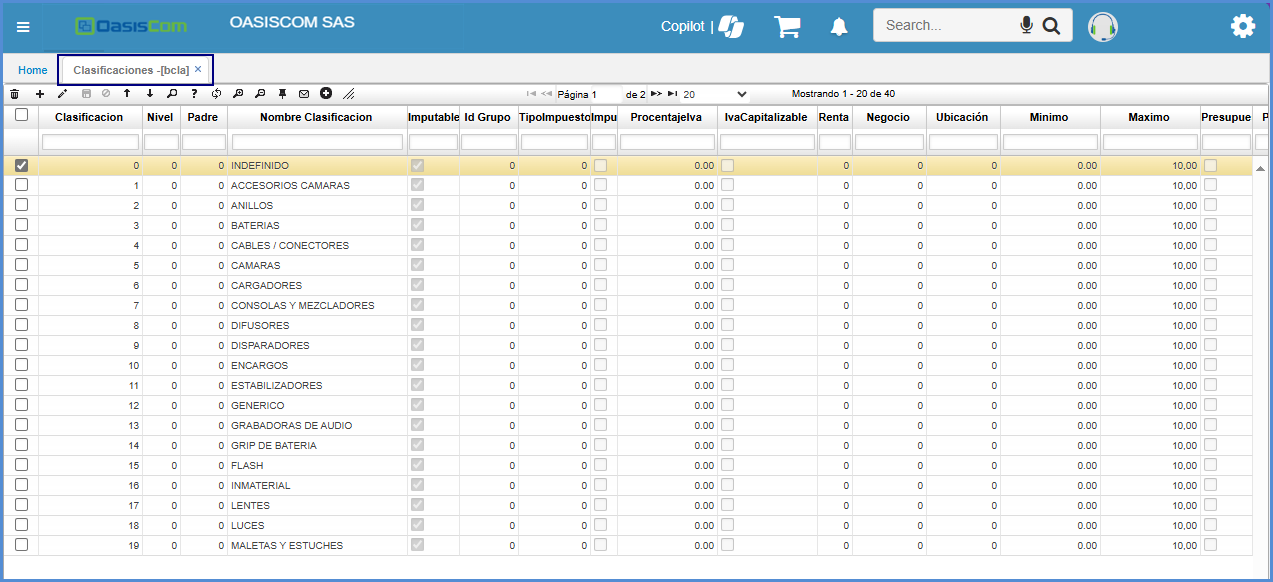 OasisCom OASISCOM SAS Copilot | Search...
Home Clasificaciones -[bcla] ×
Página 1 de 2 20 Mostrando 1 - 20 de 40
Clasificacion Nivel Padre Nombre Clasificacion Imputable Id Grupo TipoImpuesto Impu ProcentajeIva IvaCapitalizable Renta Negocio Ubicación Minimo Maximo Presupue P
0 0 0 INDEFINIDO 0 0 0.00 0 0 0 0.00 10,00
1 0 0 ACCESORIOS CAMARAS 0 0 0.00 0 0 0 0.00 10,00
2 0 0 ANILLOS 0 0 0.00 0 0 0 0.00 10,00
3 0 0 BATERIAS 0 0 0.00 0 0 0 0.00 10,00
4 0 0 CABLES / CONECTORES 0 0 0.00 0 0 0 0.00 10,00
5 0 0 CAMARAS 0 0 0.00 0 0 0 0.00 10,00
6 0 0 CARGADORES 0 0 0.00 0 0 0 0.00 10,00
7 0 0 CONSOLAS Y MEZCLADORES 0 0 0.00 0 0 0 0.00 10,00
8 0 0 DIFUSORES 0 0 0.00 0 0 0 0.00 10,00
9 0 0 DISPARADORES 0 0 0.00 0 0 0 0.00 10,00
10 0 0 ENCARGOS 0 0 0.00 0 0 0 0.00 10,00
11 0 0 ESTABILIZADORES 0 0 0.00 0 0 0 0.00 10,00
12 0 0 GENERICO 0 0 0.00 0 0 0 0.00 10,00
13 0 0 GRABADORAS DE AUDIO 0 0 0.00 0 0 0 0.00 10,00
14 0 0 GRIP DE BATERIA 0 0 0.00 0 0 0 0.00 10,00
15 0 0 FLASH 0 0 0.00 0 0 0 0.00 10,00
16 0 0 INMATERIAL 0 0 0.00 0 0 0 0.00 10,00
17 0 0 LENTES 0 0 0.00 0 0 0 0.00 10,00
18 0 0 LUCES 0 0 0.00 0 0 0 0.00 10,00
19 0 0 MALETAS Y ESTUCHES 0 0 0.00 0 0 0 0.00 10,00